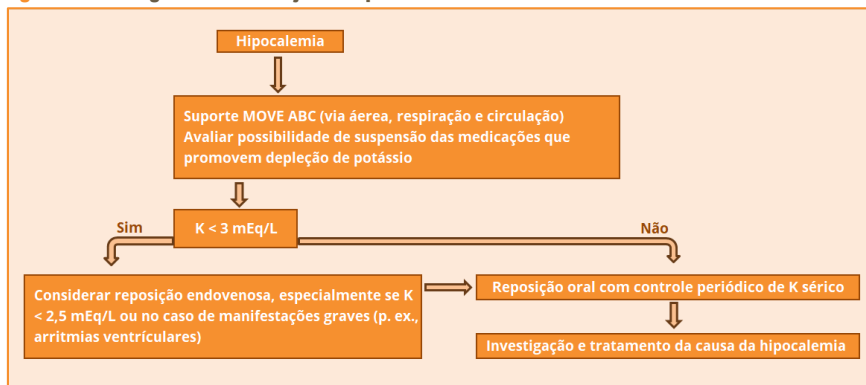 Hipocalemia
Suporte MOVE ABC (via áerea, respiração e circulação)
Avaliar possibilidade de suspensão das medicações que
promovem depleção de potássio
K < 3 mEq/L
Sim
Não
Considerar reposição endovenosa, especialmente se K
< 2,5 mEq/L ou no caso de manifestações graves (p. ex.,
arritmias ventrículares)
Reposição oral com controle periódico de K sérico
Investigação e tratamento da causa da hipocalemia